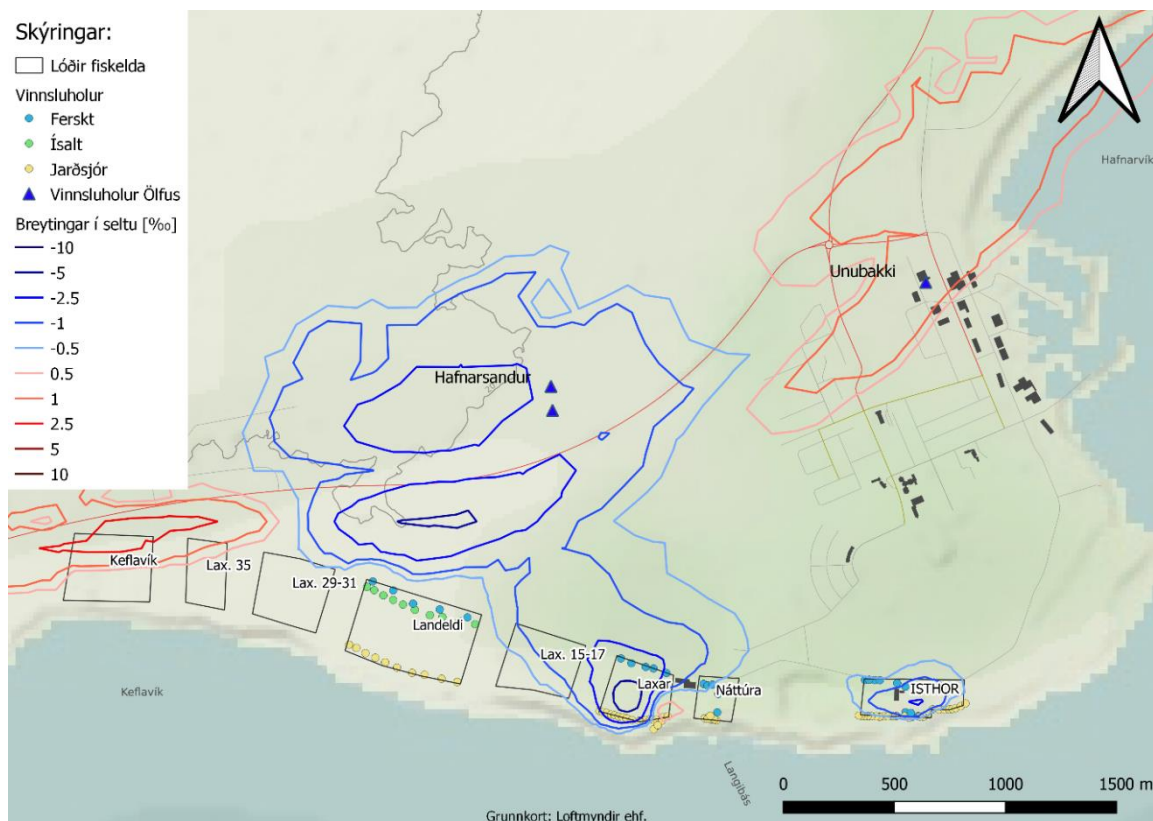 Skýringar:
Lóðir fiskelda
Vinnsluholur
Ferskt
Ísalt
Jarðsjór
Vinnsluholur Ölfus
Breytingar í seltu [‰]
-10
-5
-2.5
-1
-0.5
0.5
1
2.5
5
10
Hafnarvík
Unubakki
Hafnarsandur
Keflavík
Lax. 35
Lax. 29-31
Landeldi
Lax. 15-17
Laxar
Náttúra
ISTHOR
Keflavík
Langibás
0 500 1000 1500 m
Grunnkort: Loftmyndir ehf.